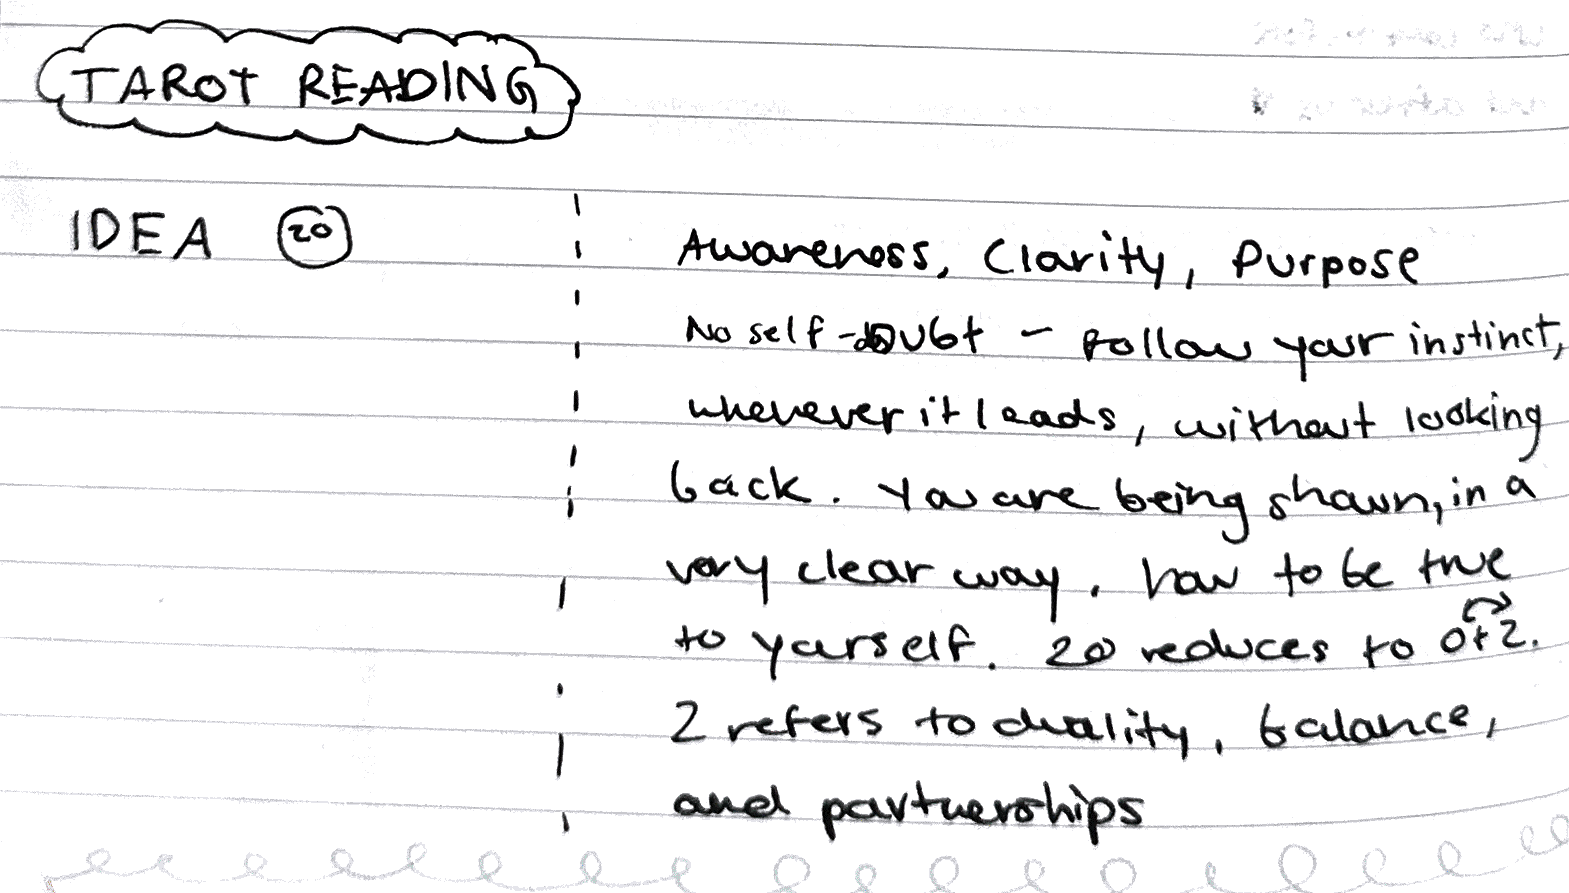 TAROT READING
IDEA 20
Awareness, Clarity, Purpose
No self-doubt - Follow your instinct,
whenever it leads, without looking
back. You are being shown, in a
very clear way, how to be true
to yourself. 20 reduces to 0+2.
2 refers to duality, balance,
and partnerships